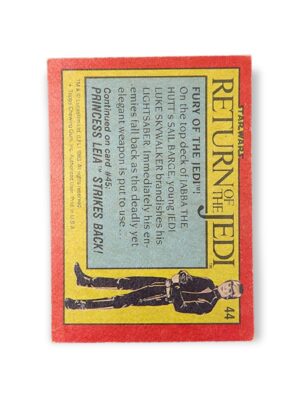 STAR WARS
RETURN
OF
THE
JEDI
44
FURY OF THE JEDI!
On the top deck of JABBA THE
HUTT's SAIL BARGE, young JEDI
LUKE SKYWALKER brandishes his
LIGHTSABER. Immediately his en-
emies fall back as the deadly yet
elegant weapon is put to use...
Continued on card #45:
PRINCESS LEIA™ STRIKES BACK!